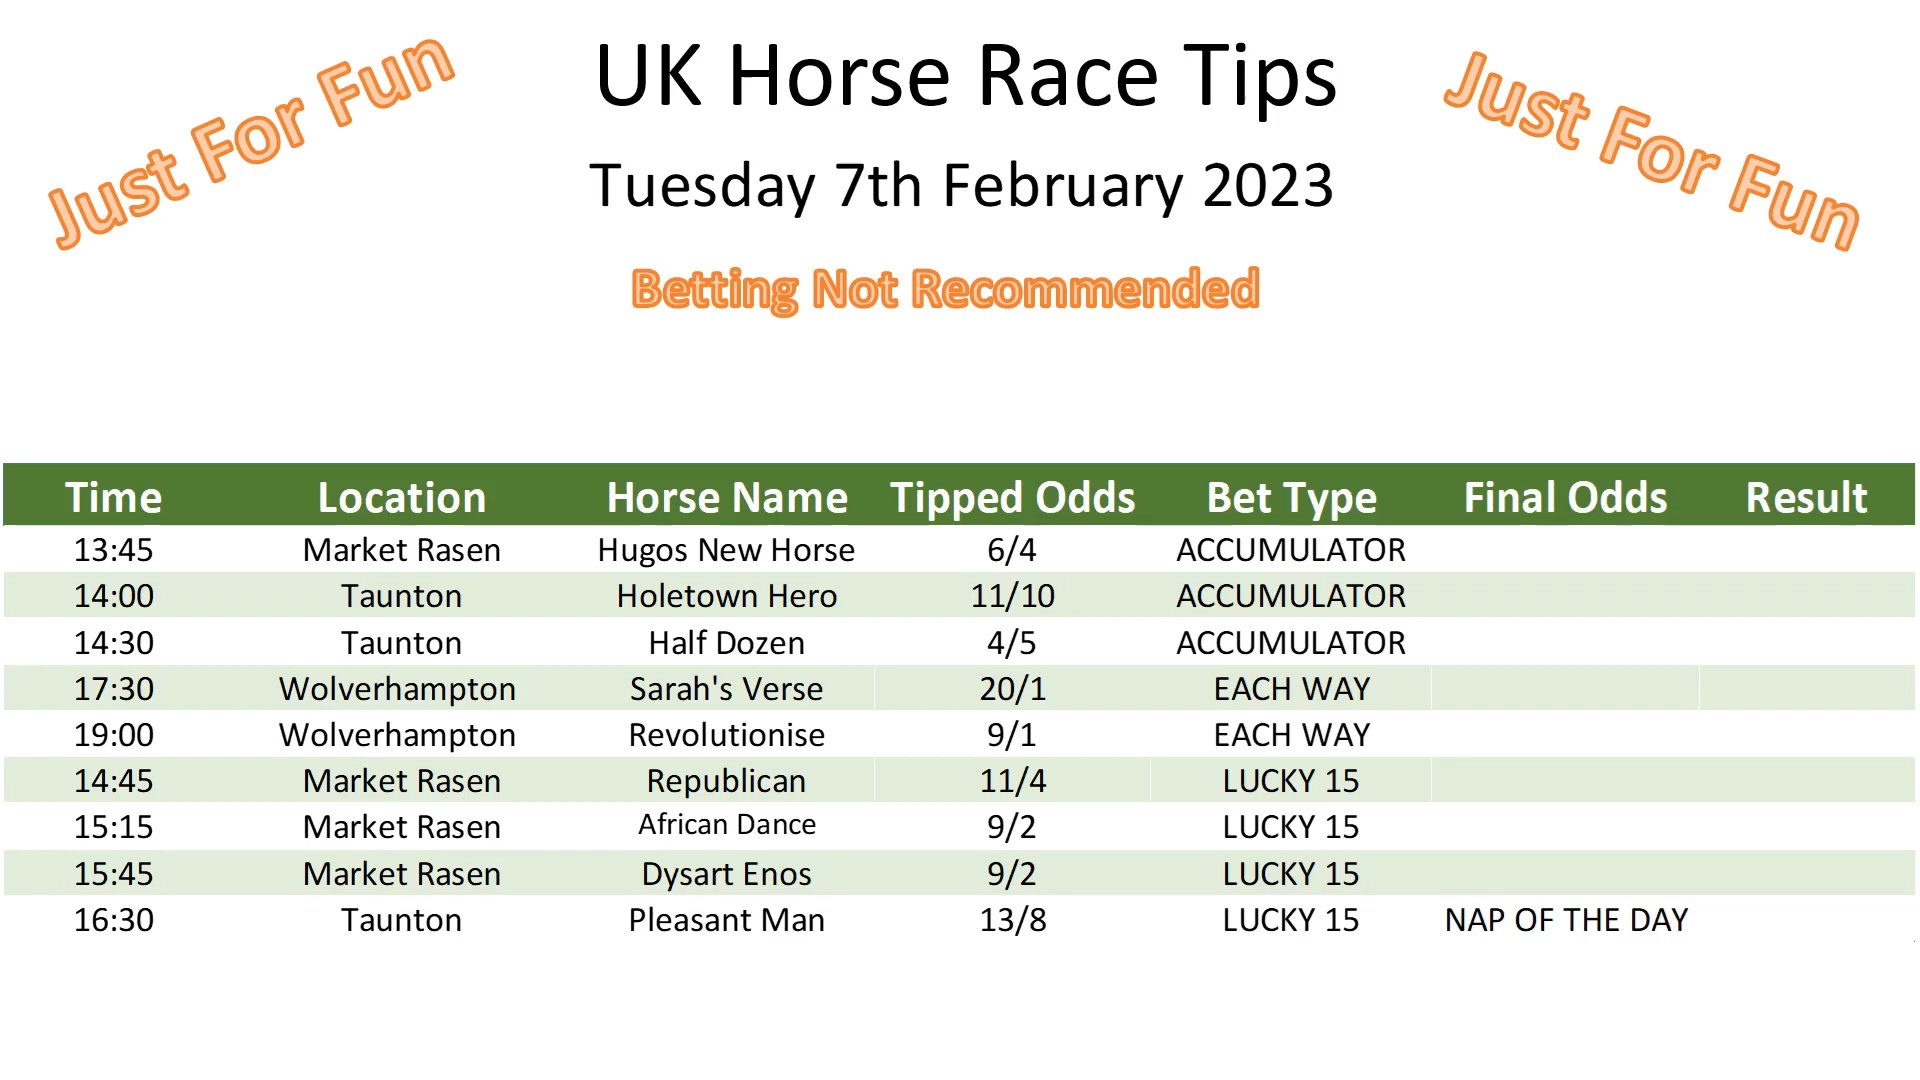 Just For Fun
UK Horse Race Tips
Just For Fun
Tuesday 7th February 2023
Betting Not Recommended
Time Location Horse Name Tipped Odds Bet Type Final Odds Result
13:45 Market Rasen Hugos New Horse 6/4 ACCUMULATOR
14:00 Taunton Holetown Hero 11/10 ACCUMULATOR
14:30 Taunton Half Dozen 4/5 ACCUMULATOR
17:30 Wolverhampton Sarah's Verse 20/1 EACH WAY
19:00 Wolverhampton Revolutionise 9/1 EACH WAY
14:45 Market Rasen Republican 11/4 LUCKY 15
15:15 Market Rasen African Dance 9/2 LUCKY 15
15:45 Market Rasen Dysart Enos 9/2 LUCKY 15
16:30 Taunton Pleasant Man 13/8 LUCKY 15 NAP OF THE DAY